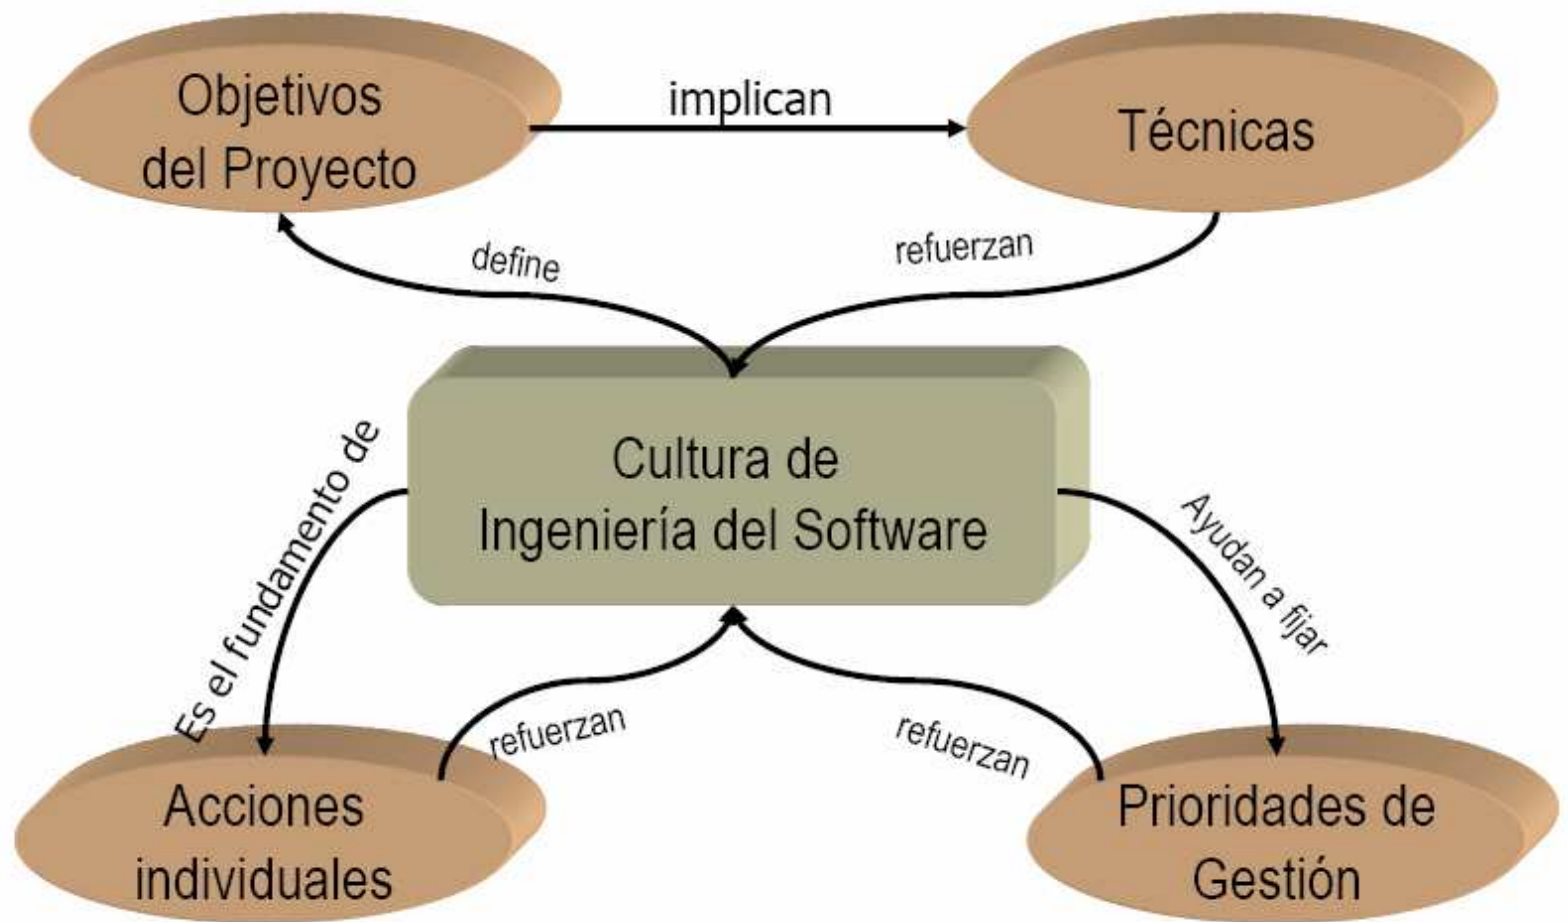 Objetivos
del Proyecto
implican
Técnicas
define
refuerzan
Cultura de
Ingeniería del Software
Es el fundamento de
Ayudan a fijar
refuerzan
refuerzan
Acciones
individuales
Prioridades de
Gestión